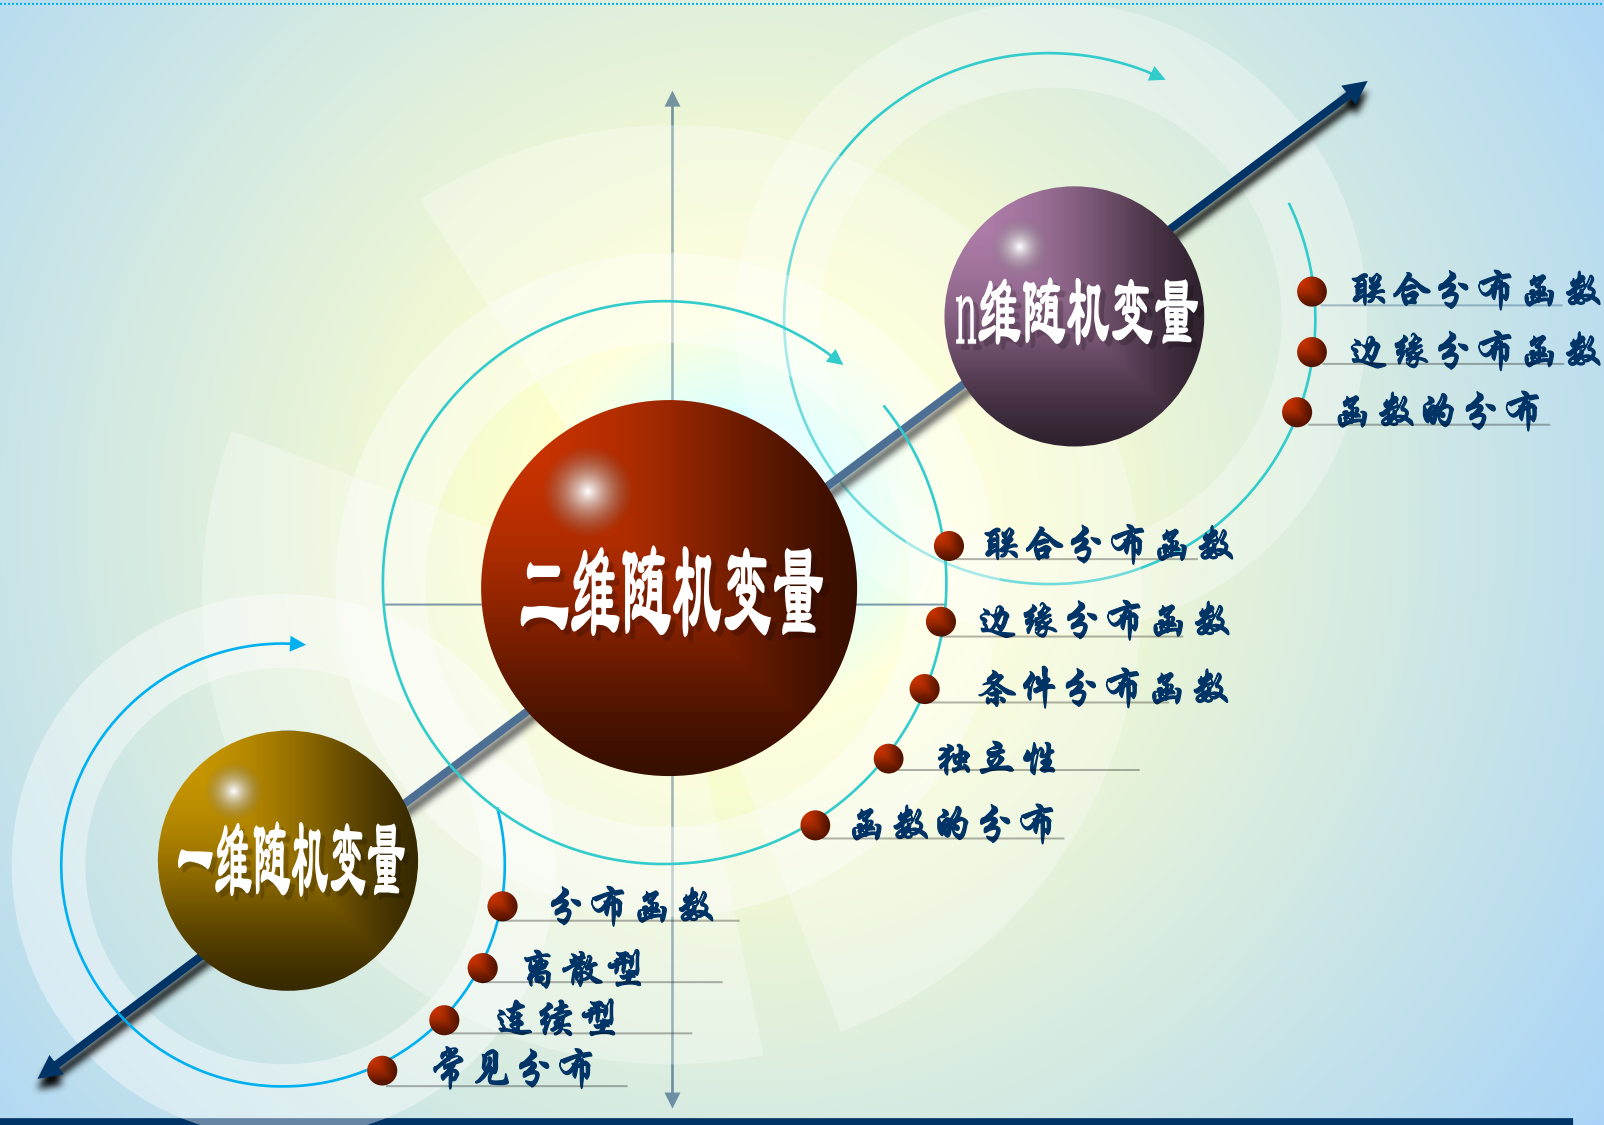 n维随机变量
联合分布函数
边缘分布函数
函数的分布
二维随机变量
联合分布函数
边缘分布函数
条件分布函数
独立性
函数的分布
一维随机变量
分布函数
离散型
连续型
常见分布